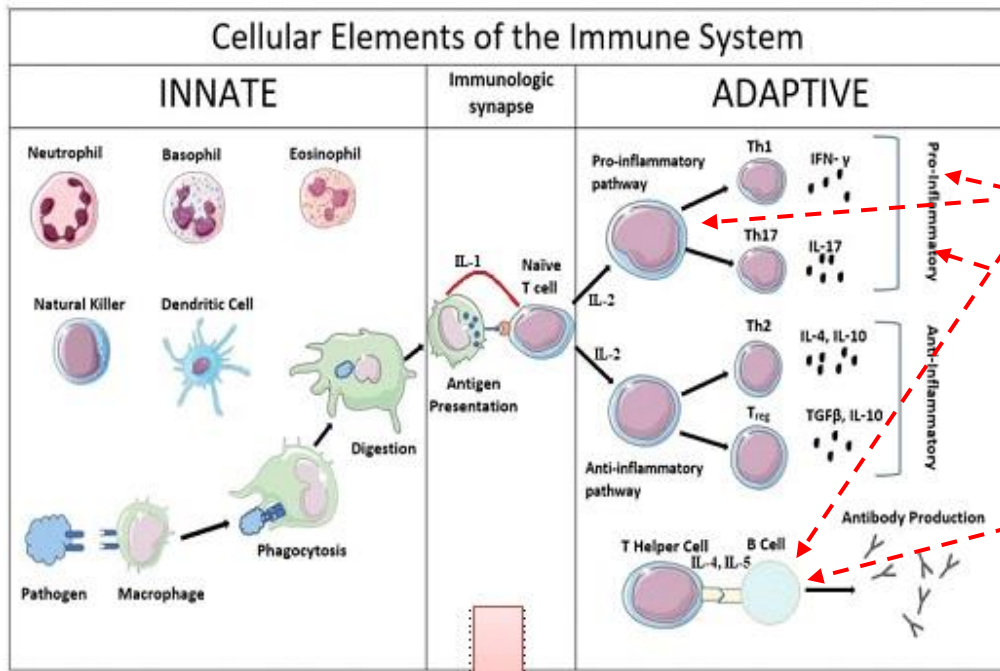 Cellular Elements of the Immune System
INNATE
Immunologic
synapse
ADAPTIVE
Neutrophil
Basophil
Eosinophil
Natural Killer
Dendritic Cell
Digestion
Phagocytosis
Pathogen
Macrophage
IL-1
Naïve
T cell
Antigen
Presentation
IL-2
IL-2
Pro-inflammatory
pathway
Th1
IFN- γ
Th17
IL-17
Pro-Inflammatory
Th2
IL-4, IL-10
Treg
TGFβ, IL-10
Anti-Inflammatory
Anti-inflammatory
pathway
T Helper Cell
IL-4, IL-5
B Cell
Antibody Production